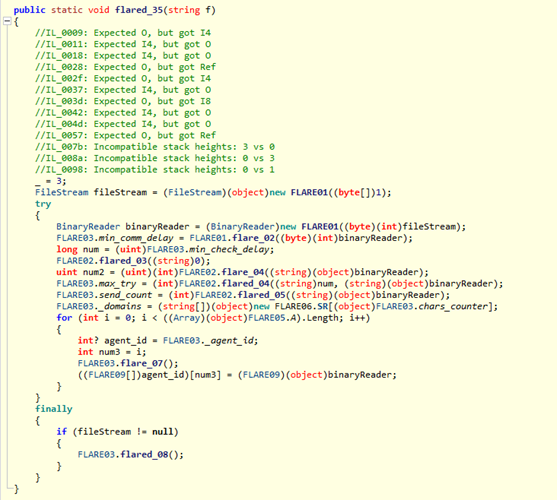 public static void flared_35(string f)
{
//IL_0009: Expected O, but got I4
//IL_0011: Expected I4, but got O
//IL_0018: Expected I4, but got O
//IL_0028: Expected O, but got Ref
//IL_002f: Expected O, but got I4
//IL_0037: Expected I4, but got O
//IL_003d: Expected O, but got I8
//IL_0042: Expected I4, but got O
//IL_004d: Expected I4, but got O
//IL_0057: Expected O, but got Ref
//IL_007b: Incompatible stack heights: 3 vs 0
//IL_008a: Incompatible stack heights: 0 vs 3
//IL_0098: Incompatible stack heights: 0 vs 1
_ = 3;
FileStream fileStream = (FileStream)(object)new FLARE01((byte[])1);
try
{
BinaryReader binaryReader = (BinaryReader)new FLARE01((byte)(int)fileStream);
FLARE03.min_comm_delay = FLARE01.flare_02((byte)(int)binaryReader);
long num = (uint)FLARE03.min_check_delay;
FLARE02.flared_03((string)0);
uint num2 = (uint)(int)FLARE02.flare_04((string)(object)binaryReader);
FLARE03.max_try = (int)FLARE02.flared_04((string)num, (string)(object)binaryReader);
FLARE03.send_count = (int)FLARE02.flared_05((string)(object)binaryReader);
FLARE03._domains = (string[])(object)new FLARE06.SR[(object)FLARE03.chars_counter];
for (int i = 0; i < ((Array)(object)FLARE05.A).Length; i++)
{
int? agent_id = FLARE03._agent_id;
int num3 = i;
FLARE03.flare_07();
((FLARE09[])agent_id)[num3] = (FLARE09)(object)binaryReader;
}
}
finally
{
if (fileStream != null)
{
FLARE03.flared_08();
}
}
}